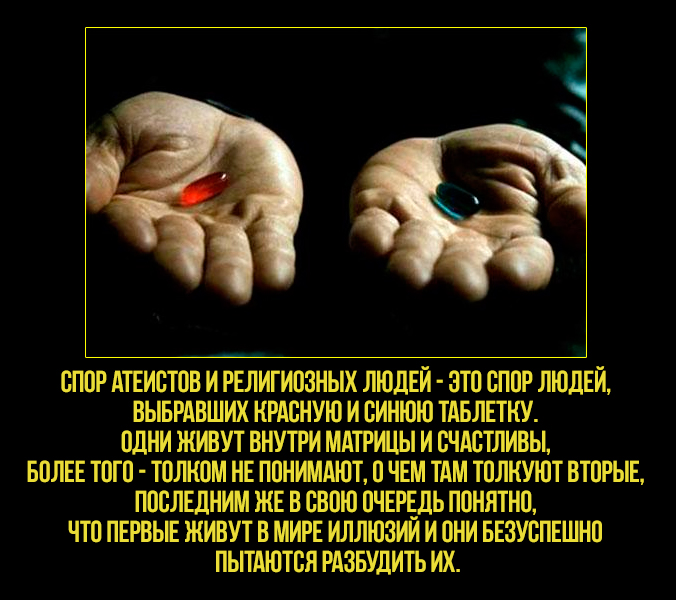 СПОР АТЕИСТОВ И РЕЛИГИОЗНЫХ ЛЮДЕЙ - ЭТО СПОР ЛЮДЕЙ,
ВЫБРАВШИХ КРАСНУЮ И СИНЮЮ ТАБЛЕТКУ.
ОДНИ ЖИВУТ ВНУТРИ МАТРИЦЫ И СЧАСТЛИВЫ,
БОЛЕЕ ТОГО - ТОЛКОМ НЕ ПОНИМАЮТ, О ЧЕМ ТАМ ТОЛКУЮТ ВТОРЫЕ,
ПОСЛЕДНИМ ЖЕ В СВОЮ ОЧЕРЕДЬ ПОНЯТНО,
ЧТО ПЕРВЫЕ ЖИВУТ В МИРЕ ИЛЛЮЗИЙ И ОНИ БЕЗУСПЕШНО
ПЫТАЮТСЯ РАЗБУДИТЬ ИХ.